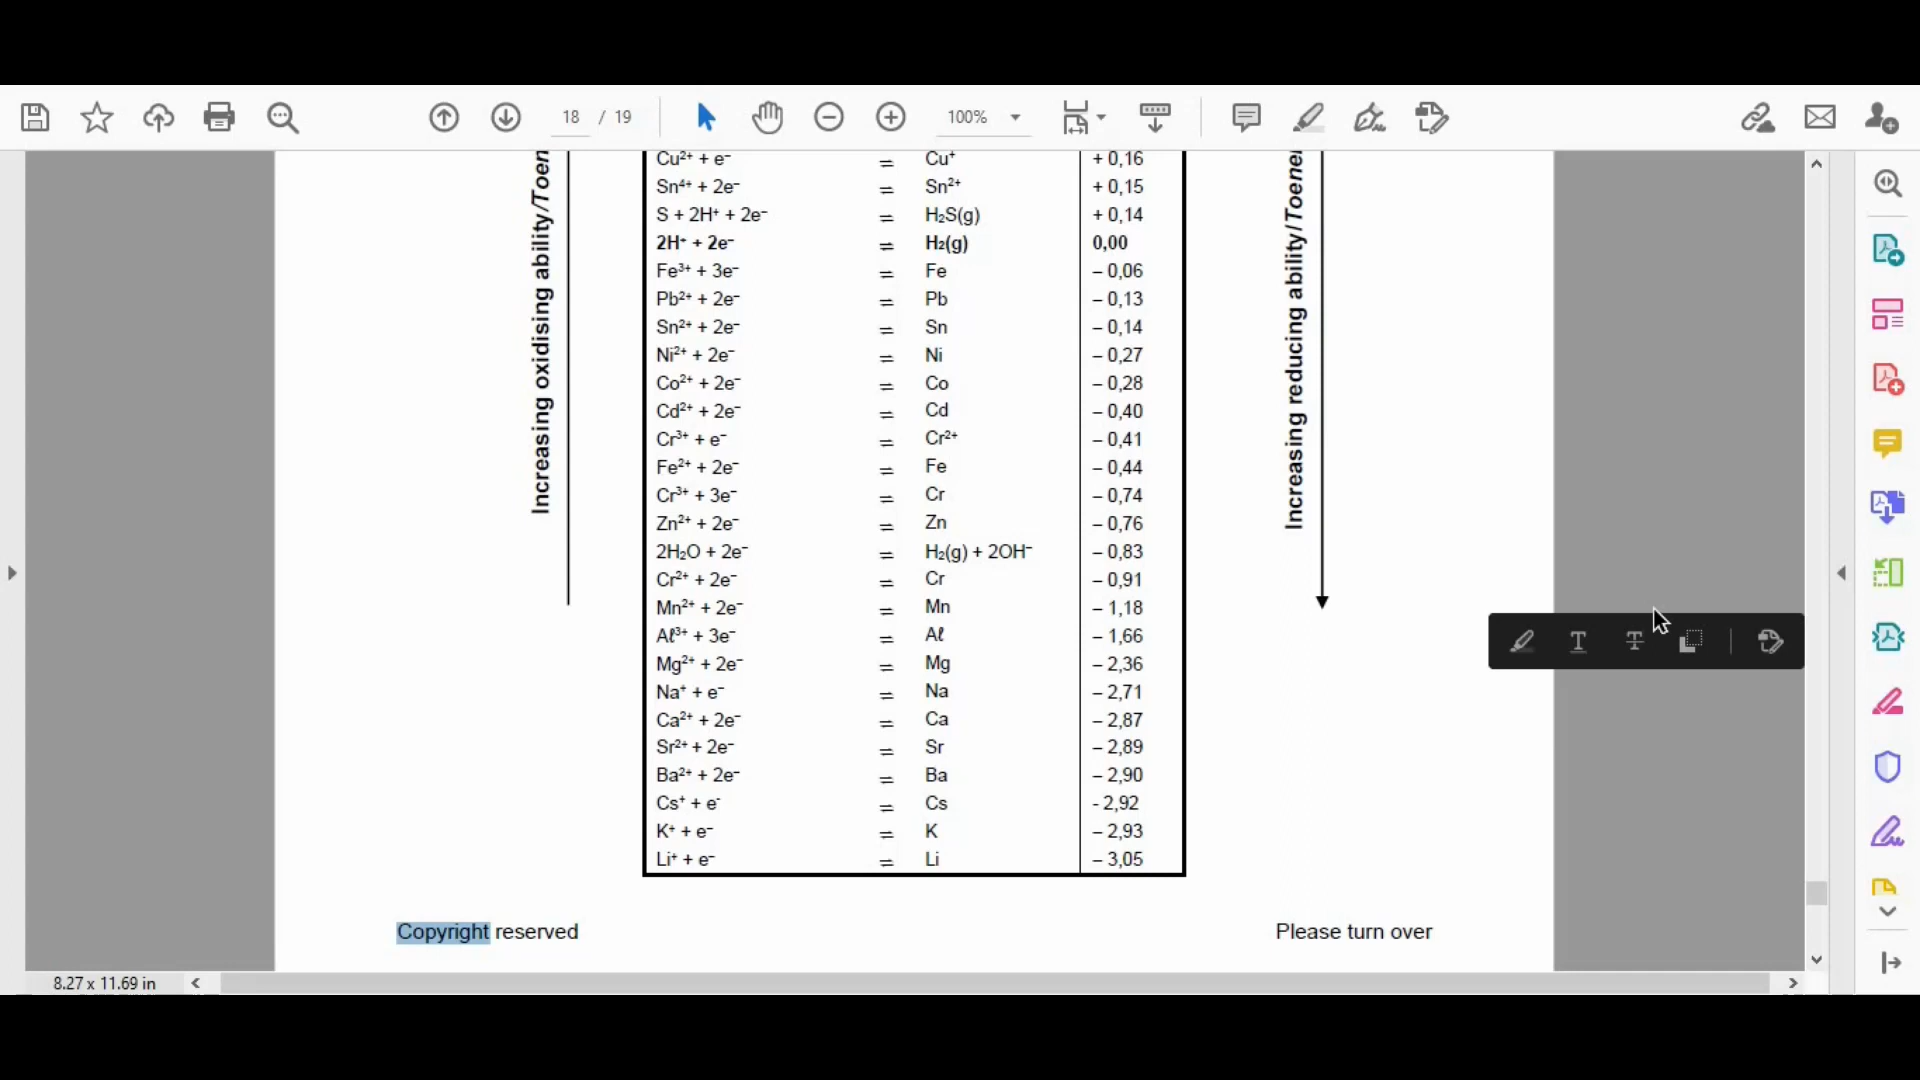 18 / 19
100%
Cu²⁺ + e⁻ ⇌ Cu⁺ + 0,16
Sn⁴⁺ + 2e⁻ ⇌ Sn²⁺ + 0,15
S + 2H⁺ + 2e⁻ ⇌ H₂S(g) + 0,14
2H⁺ + 2e⁻ ⇌ H₂(g) 0,00
Fe³⁺ + 3e⁻ ⇌ Fe – 0,06
Pb²⁺ + 2e⁻ ⇌ Pb – 0,13
Sn²⁺ + 2e⁻ ⇌ Sn – 0,14
Ni²⁺ + 2e⁻ ⇌ Ni – 0,27
Co²⁺ + 2e⁻ ⇌ Co – 0,28
Cd²⁺ + 2e⁻ ⇌ Cd – 0,40
Cr³⁺ + e⁻ ⇌ Cr²⁺ – 0,41
Fe²⁺ + 2e⁻ ⇌ Fe – 0,44
Cr³⁺ + 3e⁻ ⇌ Cr – 0,74
Zn²⁺ + 2e⁻ ⇌ Zn – 0,76
2H₂O + 2e⁻ ⇌ H₂(g) + 2OH⁻ – 0,83
Cr²⁺ + 2e⁻ ⇌ Cr – 0,91
Mn²⁺ + 2e⁻ ⇌ Mn – 1,18
Aℓ³⁺ + 3e⁻ ⇌ Aℓ – 1,66
Mg²⁺ + 2e⁻ ⇌ Mg – 2,36
Na⁺ + e⁻ ⇌ Na – 2,71
Ca²⁺ + 2e⁻ ⇌ Ca – 2,87
Sr²⁺ + 2e⁻ ⇌ Sr – 2,89
Ba²⁺ + 2e⁻ ⇌ Ba – 2,90
Cs⁺ + e⁻ ⇌ Cs - 2,92
K⁺ + e⁻ ⇌ K – 2,93
Li⁺ + e⁻ ⇌ Li – 3,05
Increasing oxidising ability/Toene
Increasing reducing ability/Toene
Copyright reserved
Please turn over
8.27 x 11.69 in